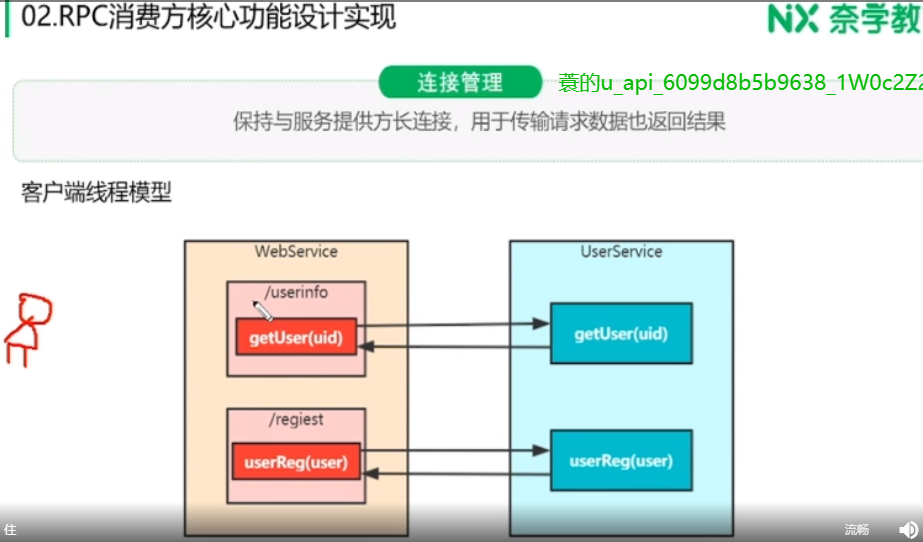 02.RPC消费方核心功能设计实现
NX 奈学教
连接管理
蘘的u_api_6099d8b5b9638_1W0c2Z2
保持与服务提供方长连接，用于传输请求数据也返回结果
客户端线程模型
WebService
UserService
/userinfo
getUser(uid)
getUser(uid)
/regiest
userReg(user)
userReg(user)
住
流畅